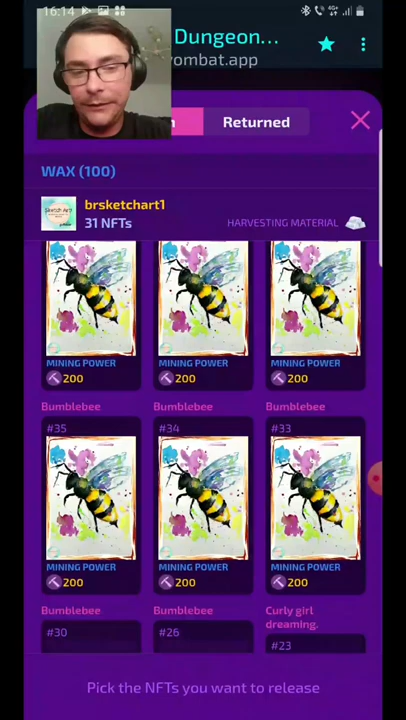 16:14
4G+
Dungeon...
ombat.app
Returned
WAX (100)
brsketchart1
31 NFTs
HARVESTING MATERIAL
MINING POWER
200
MINING POWER
200
MINING POWER
200
Bumblebee
Bumblebee
Bumblebee
#35
#34
#33
MINING POWER
200
MINING POWER
200
MINING POWER
200
Bumblebee
Bumblebee
Curly girl
dreaming.
#30
#26
#23
Pick the NFTs you want to release